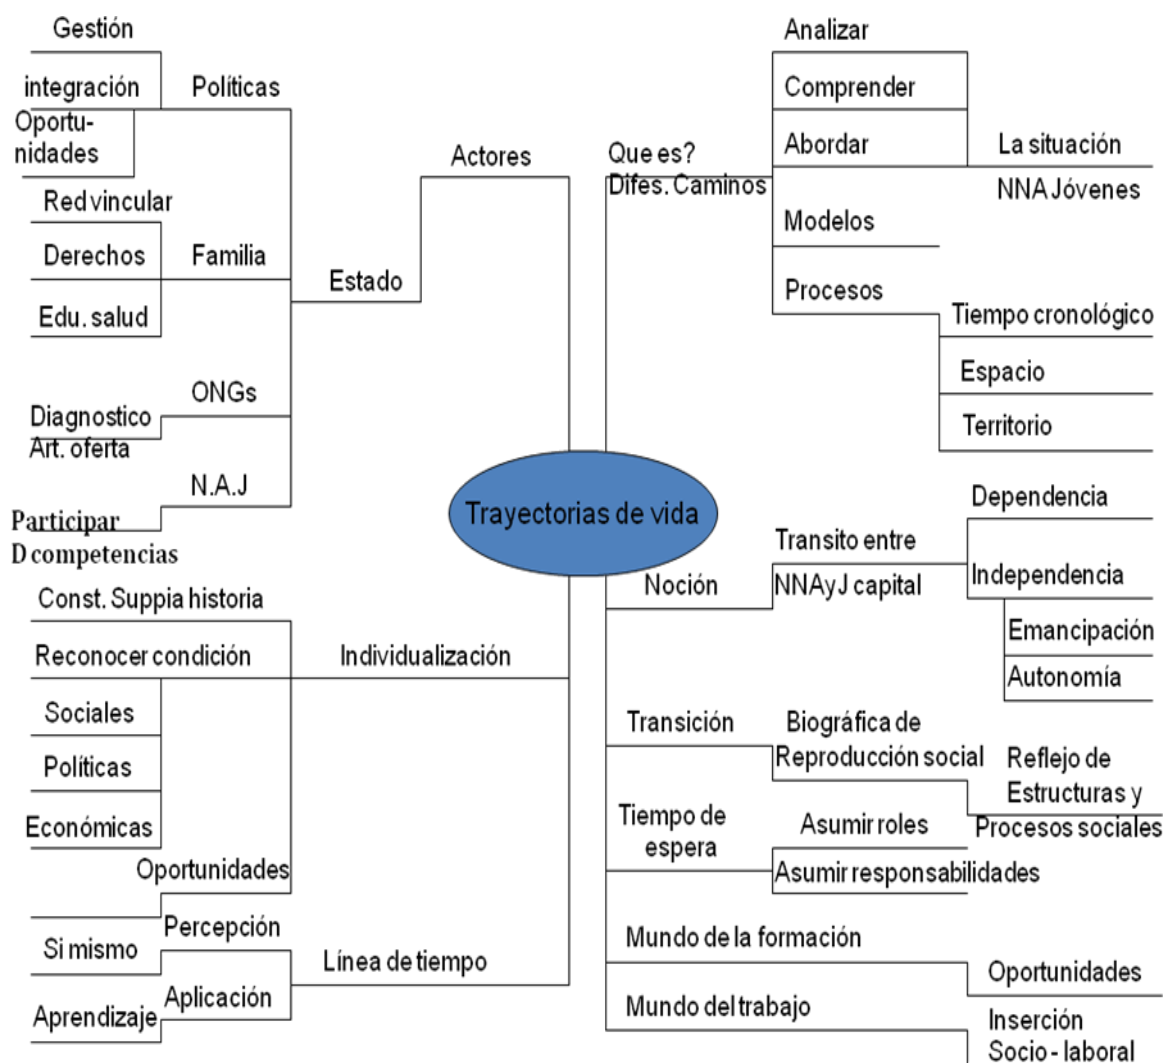 Gestión
integración
Oportu-
nidades
Políticas
Red vincular
Derechos
Edu. salud
Familia
Diagnostico
Art. oferta
ONGs
Participar
D competencias
N.A.J
Estado
Actores
Const. Suppia historia
Reconocer condición
Sociales
Políticas
Económicas
Oportunidades
Individualización
Si mismo
Percepción
Aprendizaje
Aplicación
Línea de tiempo
Trayectorias de vida
Que es?
Difes. Caminos
Analizar
Comprender
Abordar
La situación
NNA Jóvenes
Modelos
Procesos
Tiempo cronológico
Espacio
Territorio
Noción
Transito entre
NNAyJ capital
Dependencia
Independencia
Emancipación
Autonomía
Transición
Biográfica de
Reproducción social
Reflejo de
Estructuras y
Procesos sociales
Tiempo de
espera
Asumir roles
Asumir responsabilidades
Mundo de la formación
Oportunidades
Mundo del trabajo
Inserción
Socio - laboral